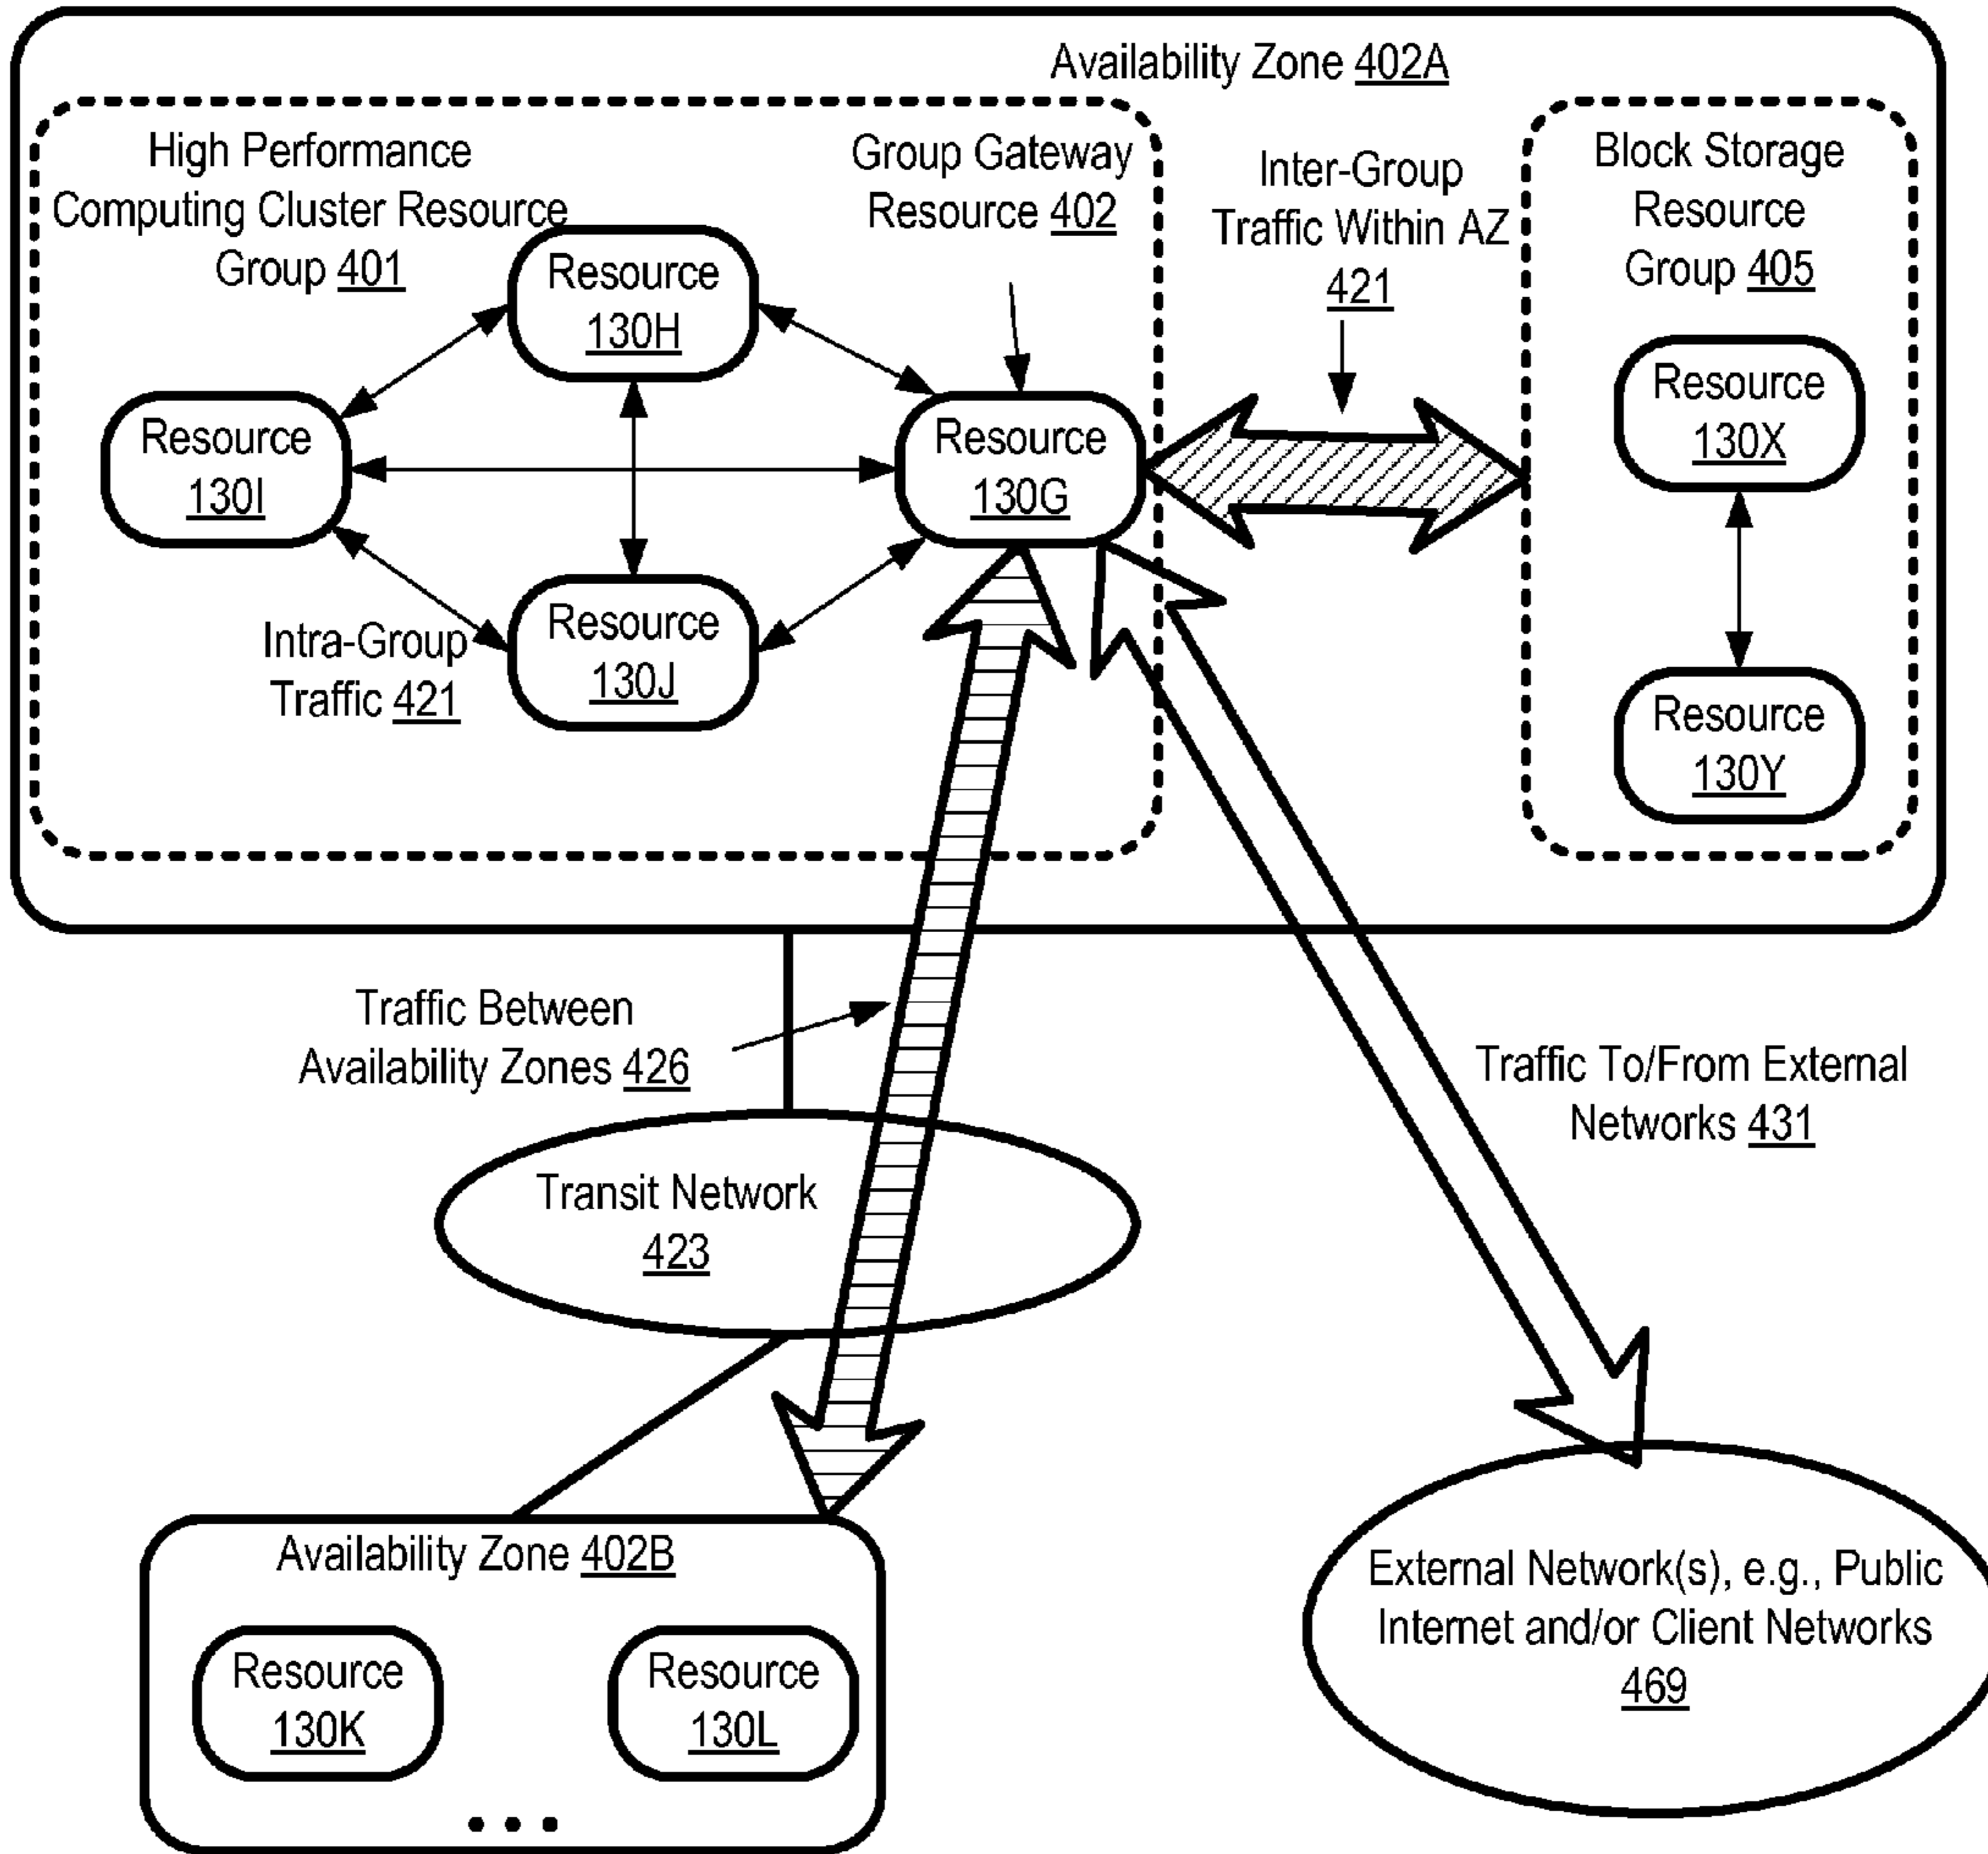 Availability Zone 402A
High Performance
Computing Cluster Resource
Group 401
Group Gateway
Resource 402
Inter-Group
Traffic Within AZ
421
Block Storage
Resource
Group 405
Resource
130H
Resource
130I
Resource
130G
Resource
130X
Intra-Group
Traffic 421
Resource
130J
Resource
130Y
Traffic Between
Availability Zones 426
Traffic To/From External
Networks 431
Transit Network
423
Availability Zone 402B
Resource
130K
Resource
130L
...
External Network(s), e.g., Public
Internet and/or Client Networks
469